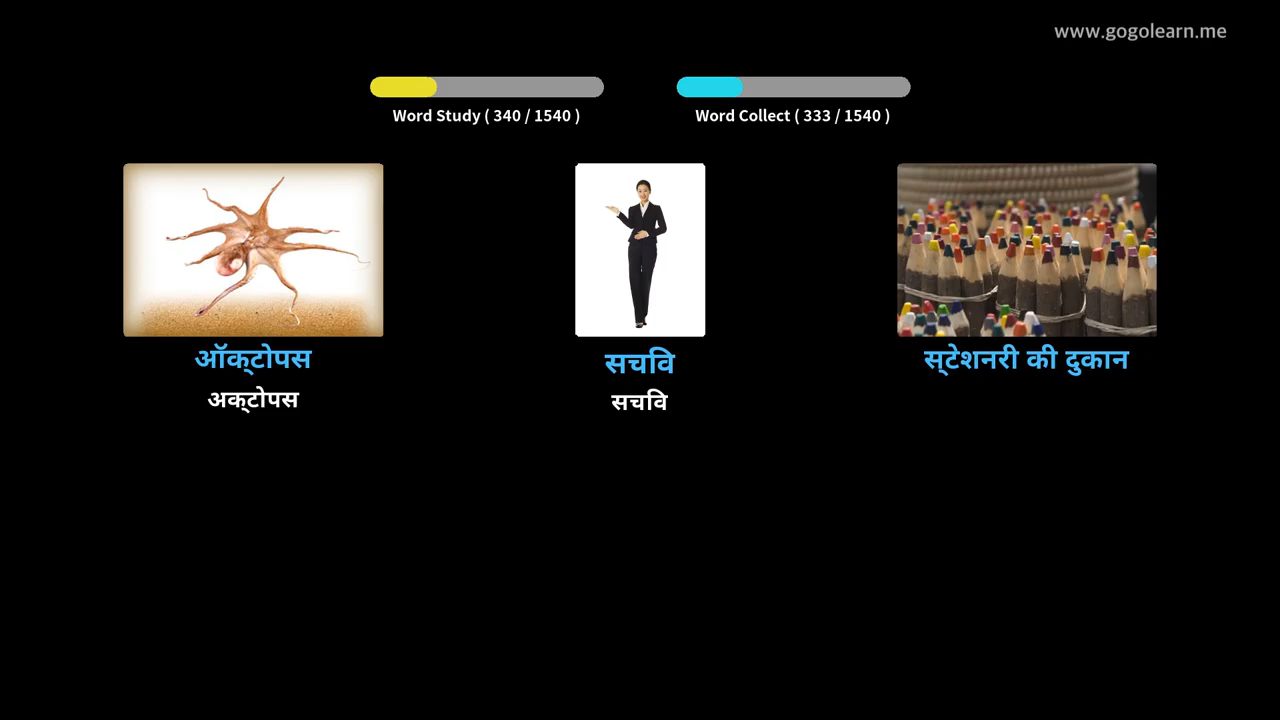 www.gogolearn.me
Word Study ( 340 / 1540 )
Word Collect ( 333 / 1540 )
ऑक्टोपस
सचिव
स्टेशनरी की दुकान
अक्टोपस
सचिव